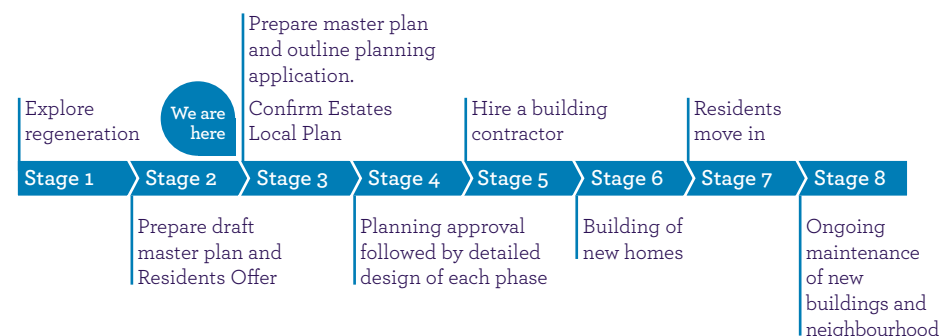 Prepare master plan
and outline planning
application.
Confirm Estates
Local Plan
Explore
regeneration
We are
here
Hire a building
contractor
Residents
move in
Stage 1
Stage 2
Stage 3
Stage 4
Stage 5
Stage 6
Stage 7
Stage 8
Prepare draft
master plan and
Residents Offer
Planning approval
followed by detailed
design of each phase
Building of
new homes
Ongoing
maintenance
of new
buildings and
neighbourhood